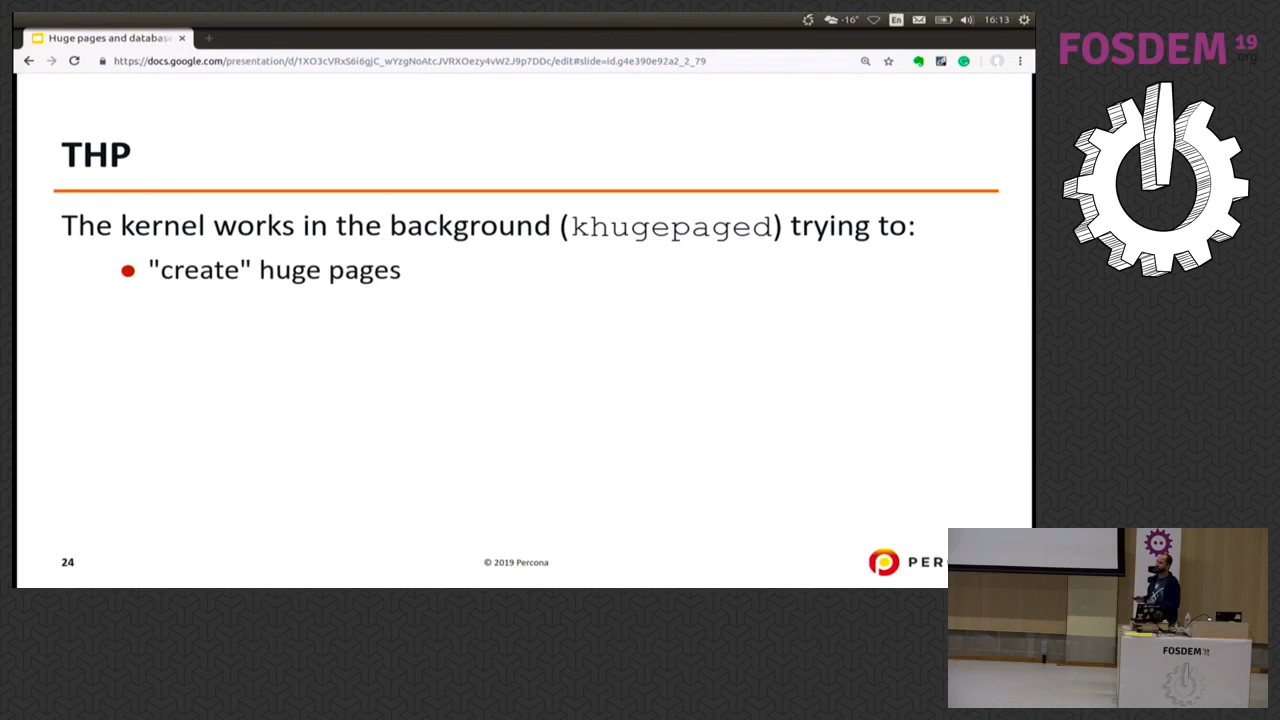 -16° En 16:13
Huge pages and databas
https://docs.google.com/presentation/d/1XO3cVRxS6i6gjC_wYzgNoAtcJVRXOezy4vW2J9p7DDc/edit#slide=id.g4e390e92a2_2_79
FOSDEM 19
.org
THP
The kernel works in the background (khugepaged) trying to:
"create" huge pages
24
© 2019 Percona
PER
FOSDEM'19